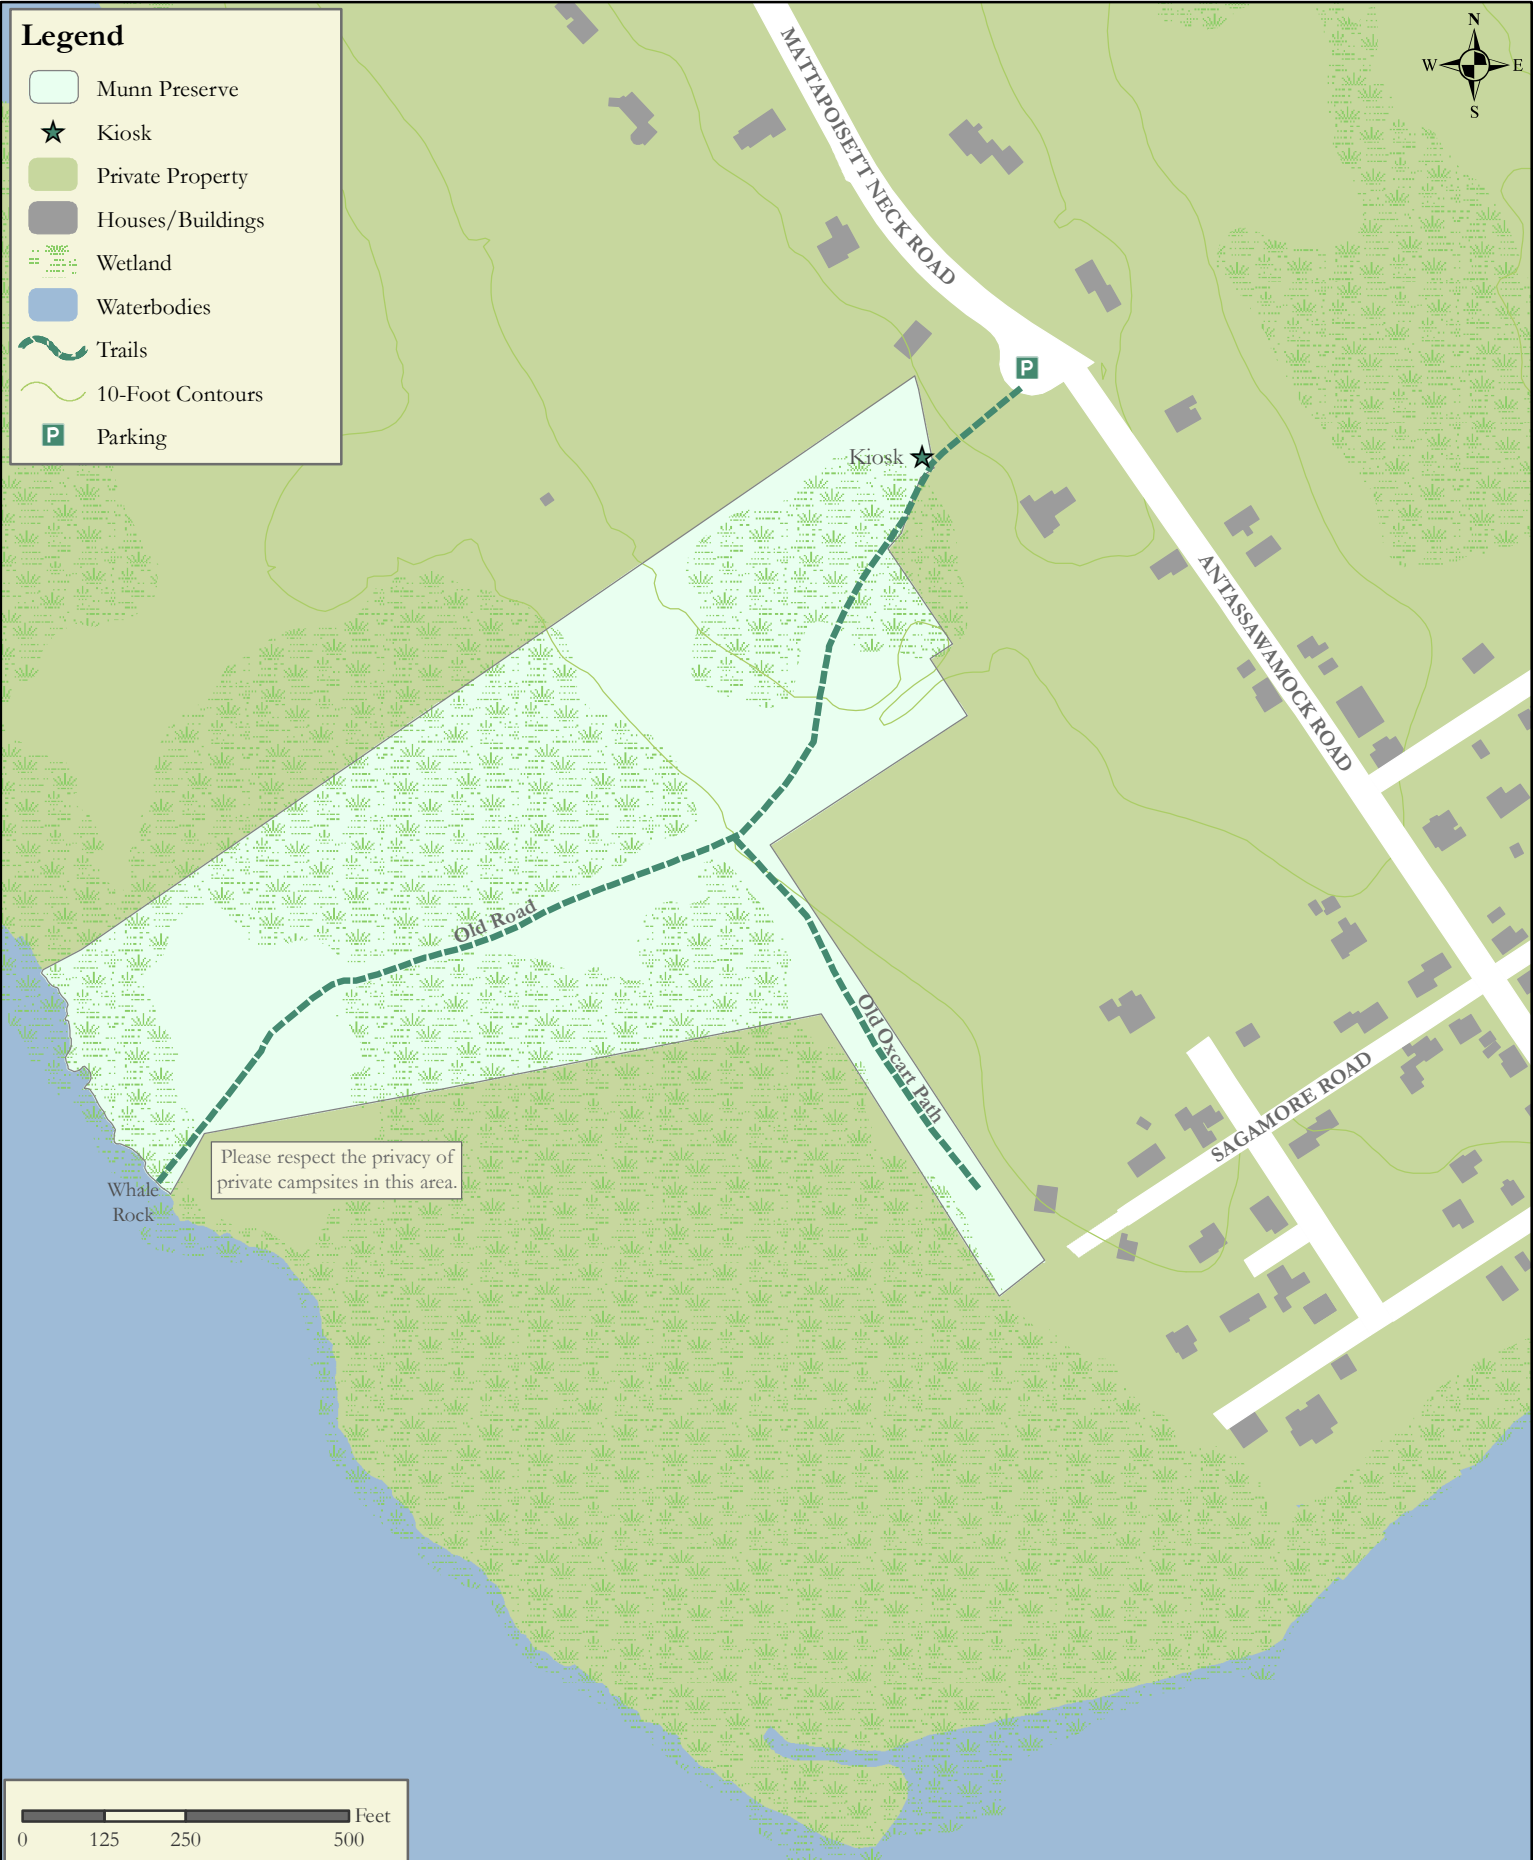 Legend
Munn Preserve
Kiosk
Private Property
Houses/Buildings
Wetland
Waterbodies
Trails
10-Foot Contours
P
Parking
N
W
E
S
MATTAPOISETT NECK ROAD
P
Kiosk
ANTASSAWAMOCK ROAD
Old Road
Old Oxcart Path
SAGAMORE ROAD
Please respect the privacy of
private campsites in this area.
Whale
Rock
Feet
0 125 250 500